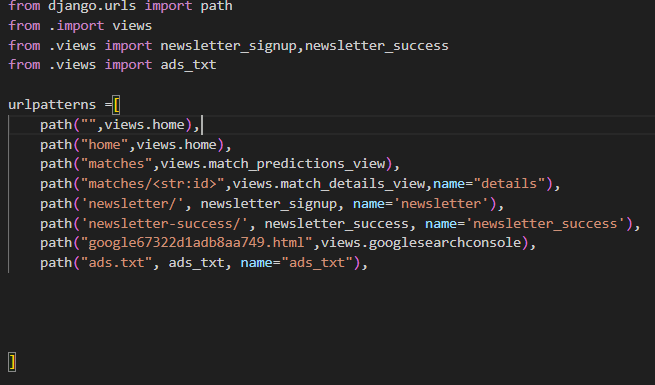 from django.urls import path
from .import views
from .views import newsletter_signup,newsletter_success
from .views import ads_txt
urlpatterns =[
path("",views.home),
path("home",views.home),
path("matches",views.match_predictions_view),
path("matches/<str:id>",views.match_details_view,name="details"),
path('newsletter/', newsletter_signup, name='newsletter'),
path('newsletter-success/', newsletter_success, name='newsletter_success'),
path("google67322d1adb8aa749.html",views.googlesearchconsole),
path("ads.txt", ads_txt, name="ads_txt"),
]